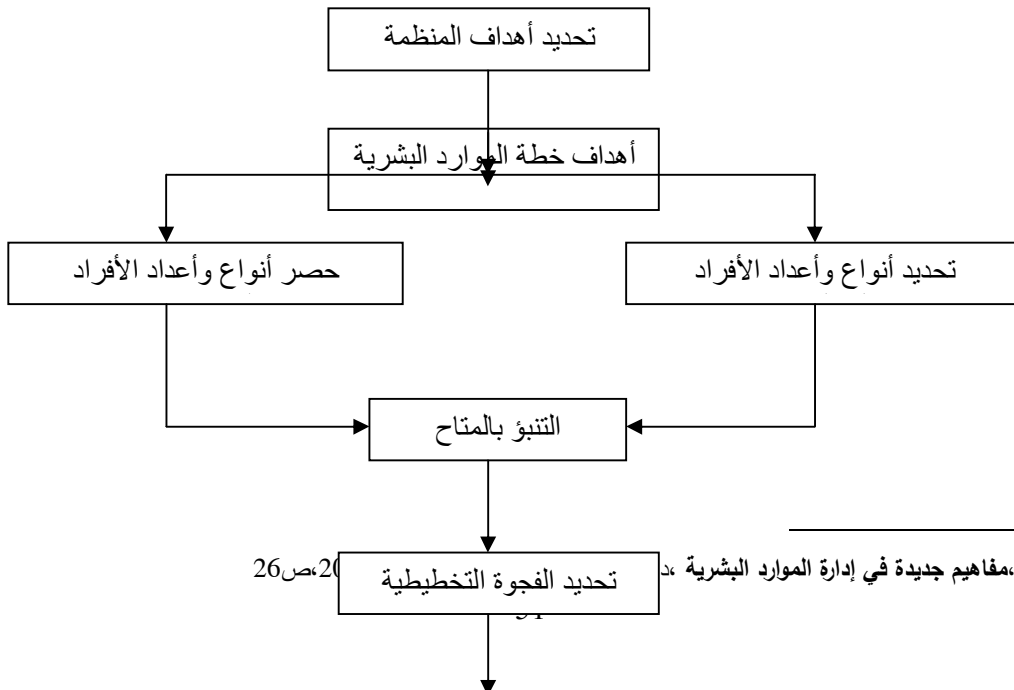 تحديد أهداف المنظمة
أهداف خطة الموارد البشرية
تحديد أنواع وأعداد الأفراد
حصر أنواع وأعداد الأفراد
التنبؤ بالمتاح
،مفاهيم جديدة في إدارة الموارد البشرية ،د
20،ص26
تحديد الفجوة التخطيطية